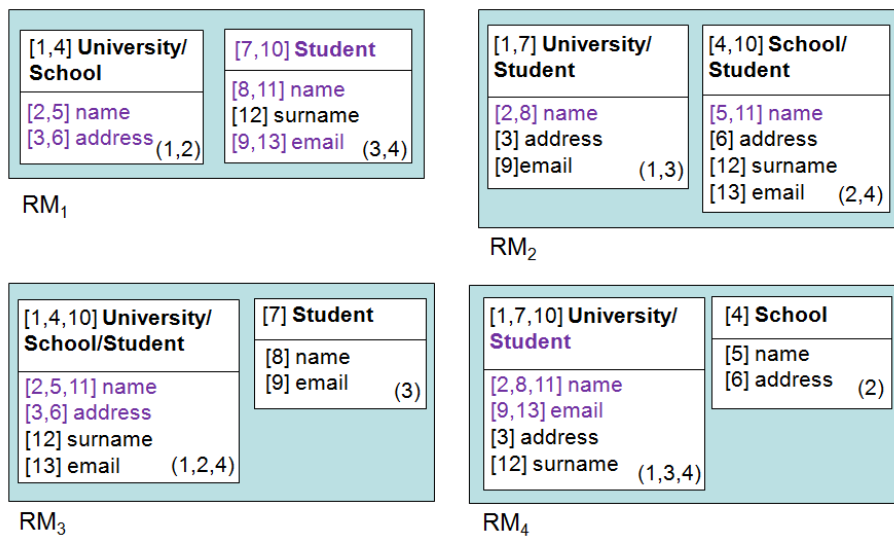 [1,4] University/
School
[2,5] name
[3,6] address
(1,2)
[7,10] Student
[8,11] name
[12] surname
[9,13] email
(3,4)
RM1
[1,7] University/
Student
[2,8] name
[3] address
[9]email
(1,3)
[4,10] School/
Student
[5,11] name
[6] address
[12] surname
[13] email
(2,4)
RM2
[1,4,10] University/
School/Student
[2,5,11] name
[3,6] address
[12] surname
[13] email
(1,2,4)
[7] Student
[8] name
[9] email
(3)
RM3
[1,7,10] University/
Student
[2,8,11] name
[9,13] email
[3] address
[12] surname
(1,3,4)
[4] School
[5] name
[6] address
(2)
RM4